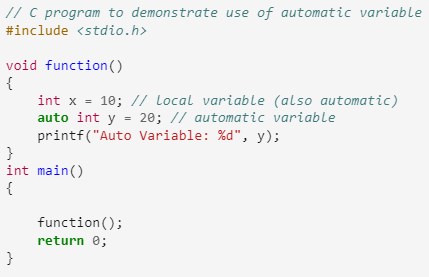 // C program to demonstrate use of automatic variable
#include <stdio.h>
void function()
{
    int x = 10; // local variable (also automatic)
    auto int y = 20; // automatic variable
    printf("Auto Variable: %d", y);
}
int main()
{
    function();
    return 0;
}